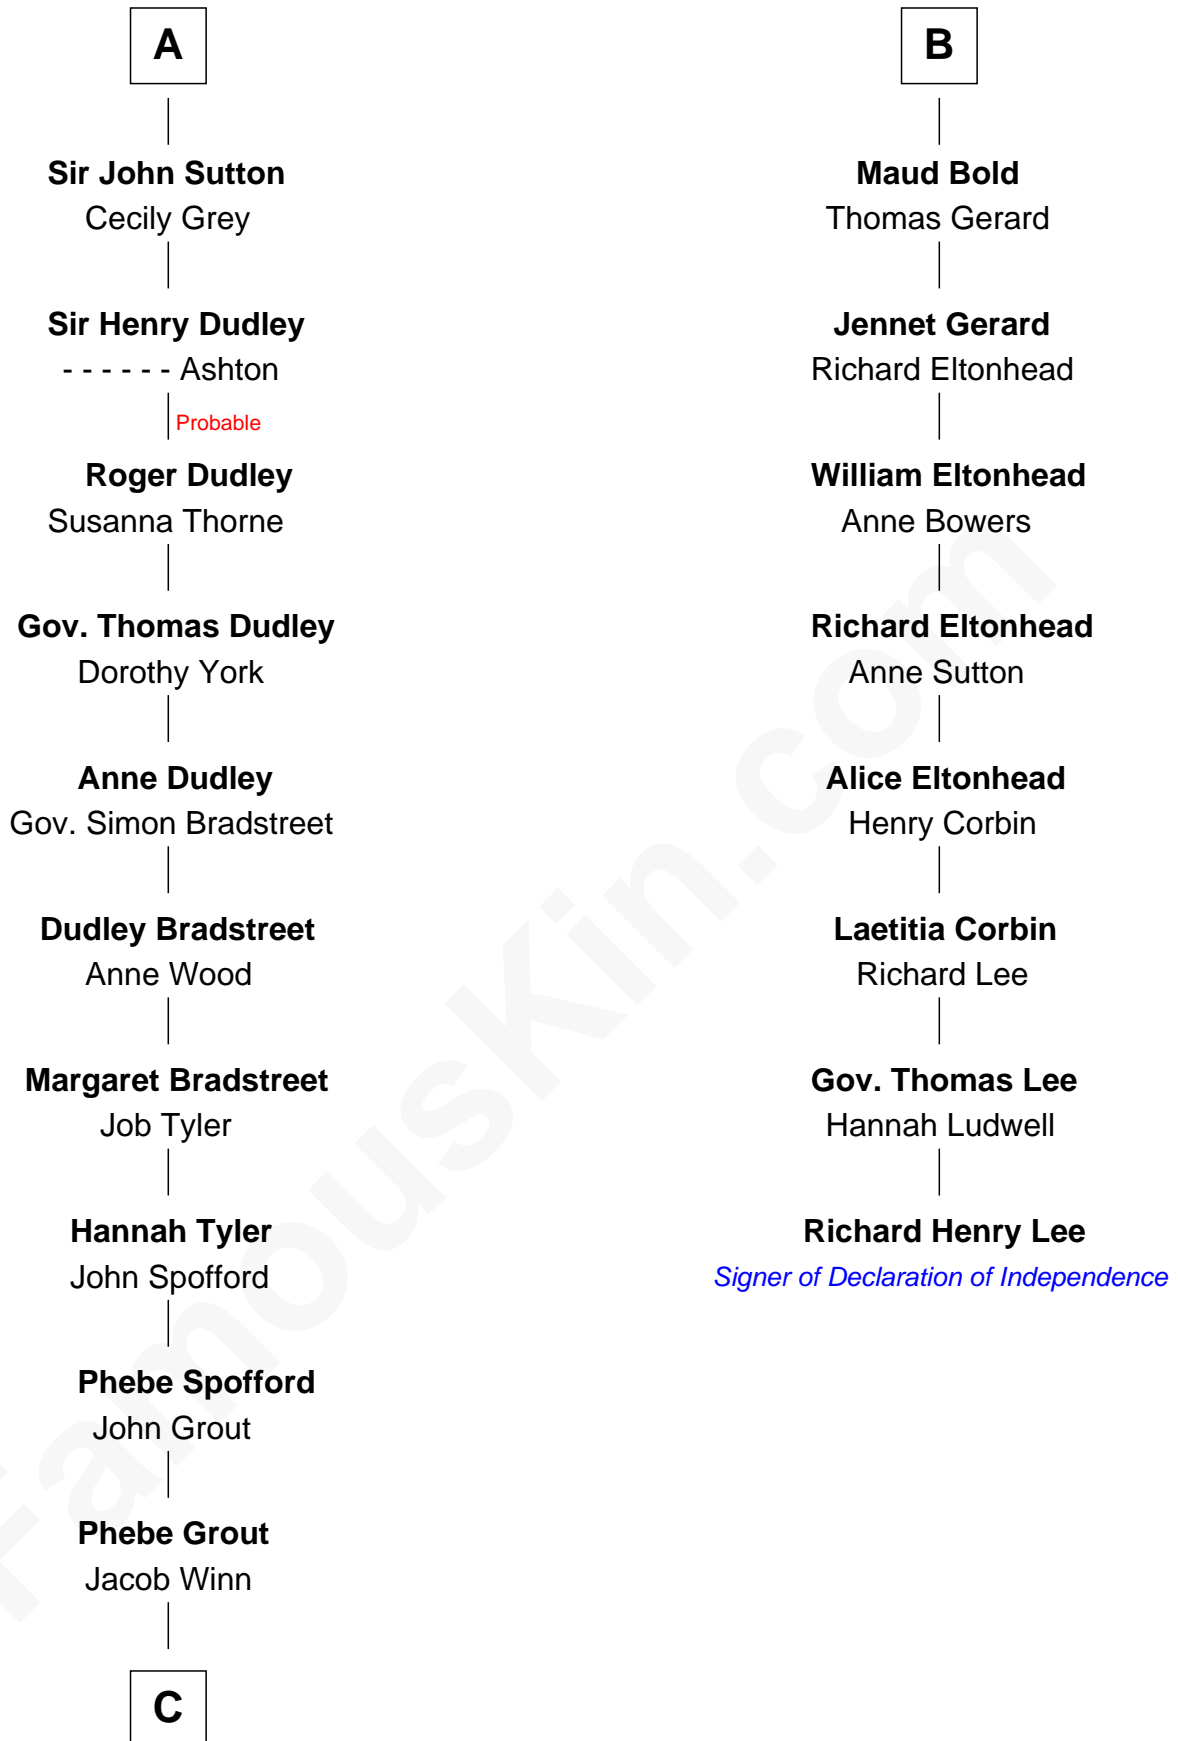 A
Sir John Sutton
Cecily Grey
Sir Henry Dudley
- - - - - - Ashton
Probable
Roger Dudley
Susanna Thorne
Gov. Thomas Dudley
Dorothy York
Anne Dudley
Gov. Simon Bradstreet
Dudley Bradstreet
Anne Wood
Margaret Bradstreet
Job Tyler
Hannah Tyler
John Spofford
Phebe Spofford
John Grout
Phebe Grout
Jacob Winn
C
B
Maud Bold
Thomas Gerard
Jennet Gerard
Richard Eltonhead
William Eltonhead
Anne Bowers
Richard Eltonhead
Anne Sutton
Alice Eltonhead
Henry Corbin
Laetitia Corbin
Richard Lee
Gov. Thomas Lee
Hannah Ludwell
Richard Henry Lee
Signer of Declaration of Independence
FamousKin.com